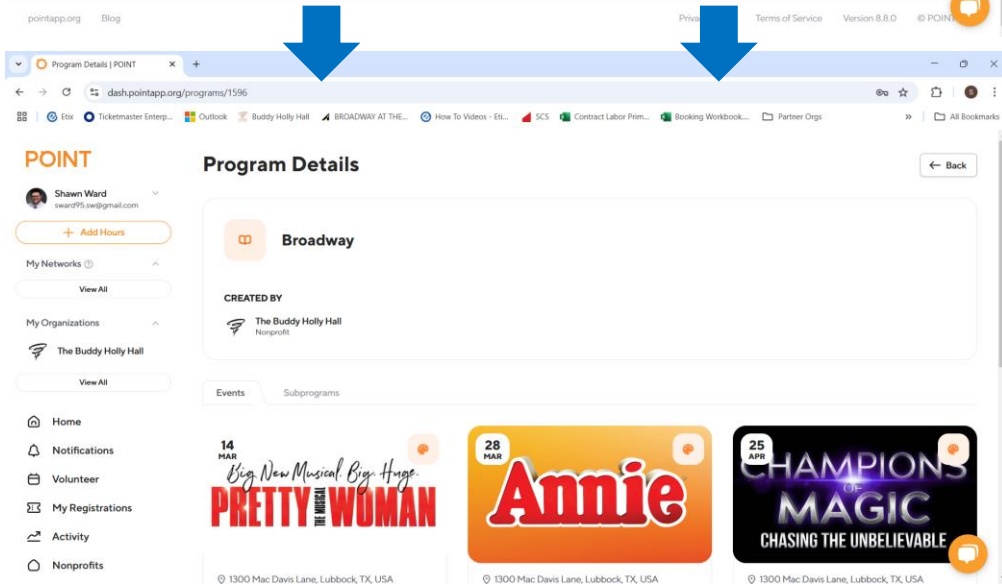 pointapp.org Blog Terms of Service Version 8.8.0
Program Details | POINT
dash.pointapp.org/programs/1596
Etix Ticketmaster Enterp... Outlook Buddy Holly Hall BROADWAY AT THE... How To Videos - Eti... SCS Contract Labor Prim... Booking Workbook... Partner Orgs » All Bookmarks
POINT
Shawn Ward
sward95.sw@gmail.com
+ Add Hours
My Networks
View All
My Organizations
The Buddy Holly Hall
View All
Home
Notifications
Volunteer
My Registrations
Activity
Nonprofits
Program Details
← Back
Broadway
CREATED BY
The Buddy Holly Hall
Nonprofit
Events Subprograms
14
MAR
Big. New Musical. Big. Huge.
PRETTY WOMAN
THE MUSICAL
1300 Mac Davis Lane, Lubbock, TX, USA
28
MAR
Annie
1300 Mac Davis Lane, Lubbock, TX, USA
25
APR
CHAMPIONS
OF
MAGIC
CHASING THE UNBELIEVABLE
1300 Mac Davis Lane, Lubbock, TX, USA